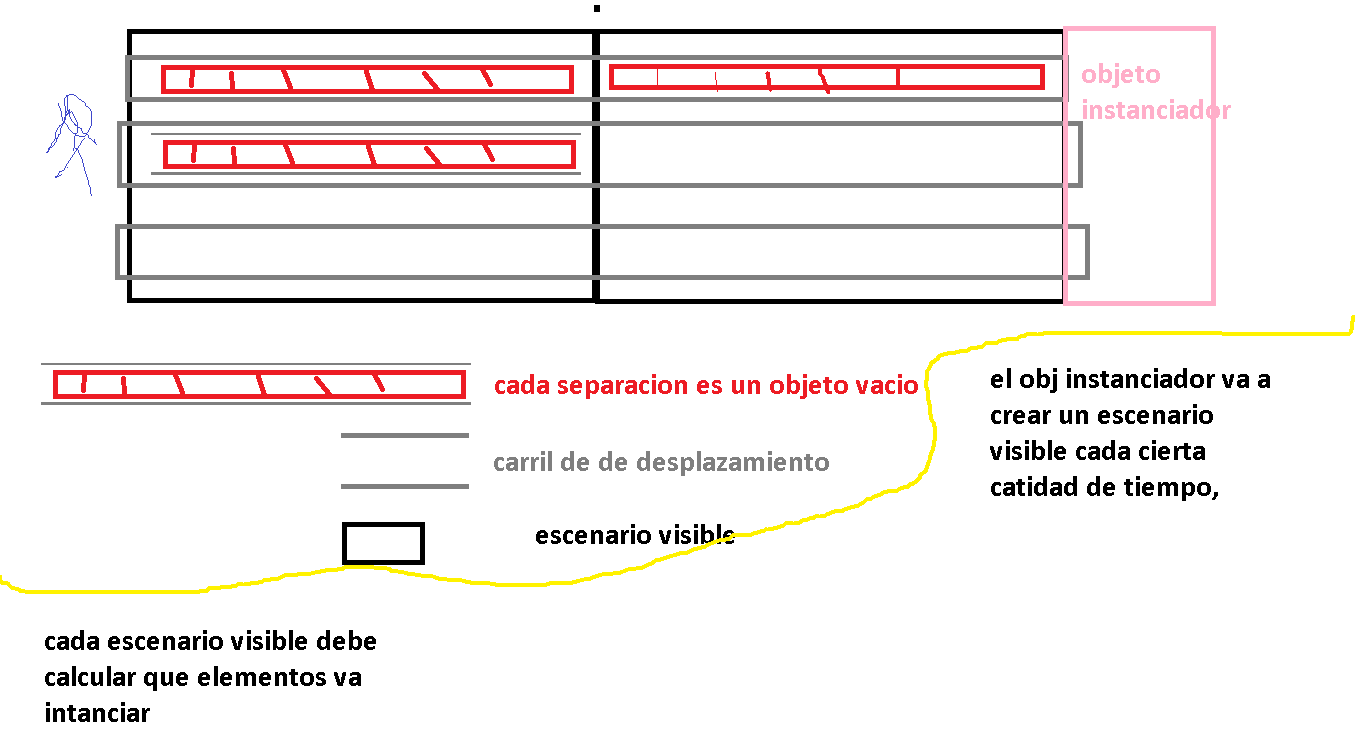 objeto
instanciador
cada separacion es un objeto vacio
carril de de desplazamiento
escenario visible
el obj instanciador va a
crear un escenario
visible cada cierta
catidad de tiempo,
cada escenario visible debe
calcular que elementos va
intanciar